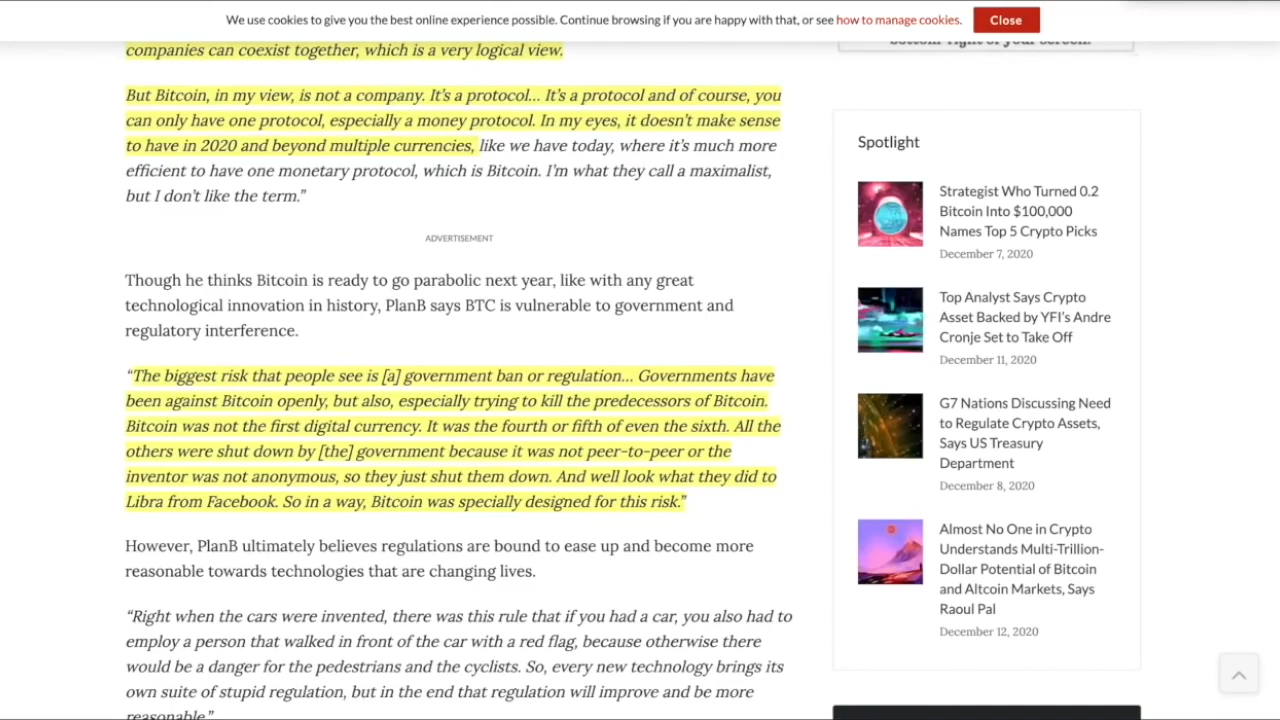 We use cookies to give you the best online experience possible. Continue browsing if you are happy with that, or see how to manage cookies.
Close
companies can coexist together, which is a very logical view.
But Bitcoin, in my view, is not a company. It's a protocol… It's a protocol and of course, you
can only have one protocol, especially a money protocol. In my eyes, it doesn't make sense
to have in 2020 and beyond multiple currencies, like we have today, where it's much more
efficient to have one monetary protocol, which is Bitcoin. I'm what they call a maximalist,
but I don't like the term.”
ADVERTISEMENT
Though he thinks Bitcoin is ready to go parabolic next year, like with any great
technological innovation in history, PlanB says BTC is vulnerable to government and
regulatory interference.
“The biggest risk that people see is [a] government ban or regulation… Governments have
been against Bitcoin openly, but also, especially trying to kill the predecessors of Bitcoin.
Bitcoin was not the first digital currency. It was the fourth or fifth of even the sixth. All the
others were shut down by [the] government because it was not peer-to-peer or the
inventor was not anonymous, so they just shut them down. And well look what they did to
Libra from Facebook. So in a way, Bitcoin was specially designed for this risk.”
However, PlanB ultimately believes regulations are bound to ease up and become more
reasonable towards technologies that are changing lives.
“Right when the cars were invented, there was this rule that if you had a car, you also had to
employ a person that walked in front of the car with a red flag, because otherwise there
would be a danger for the pedestrians and the cyclists. So, every new technology brings its
own suite of stupid regulation, but in the end that regulation will improve and be more
reasonable.”
bottom right of your screen.
Spotlight
Strategist Who Turned 0.2
Bitcoin Into $100,000
Names Top 5 Crypto Picks
December 7, 2020
Top Analyst Says Crypto
Asset Backed by YFI's Andre
Cronje Set to Take Off
December 11, 2020
G7 Nations Discussing Need
to Regulate Crypto Assets,
Says US Treasury
Department
December 8, 2020
Almost No One in Crypto
Understands Multi-Trillion-
Dollar Potential of Bitcoin
and Altcoin Markets, Says
Raoul Pal
December 12, 2020